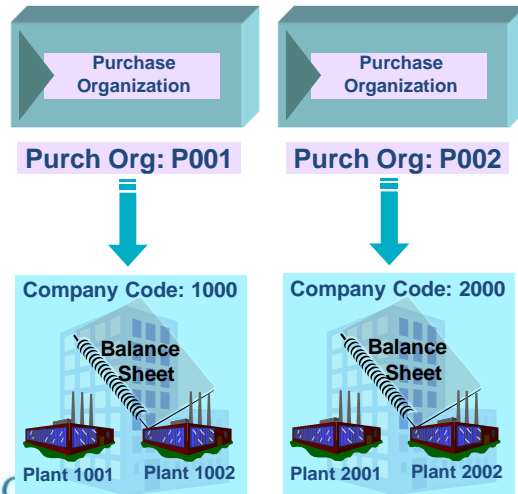 Purchase
Organization
Purchase
Organization
Purch Org: P001
Purch Org: P002
Company Code: 1000
Company Code: 2000
Balance
Sheet
Balance
Sheet
Plant 1001
Plant 1002
Plant 2001
Plant 2002